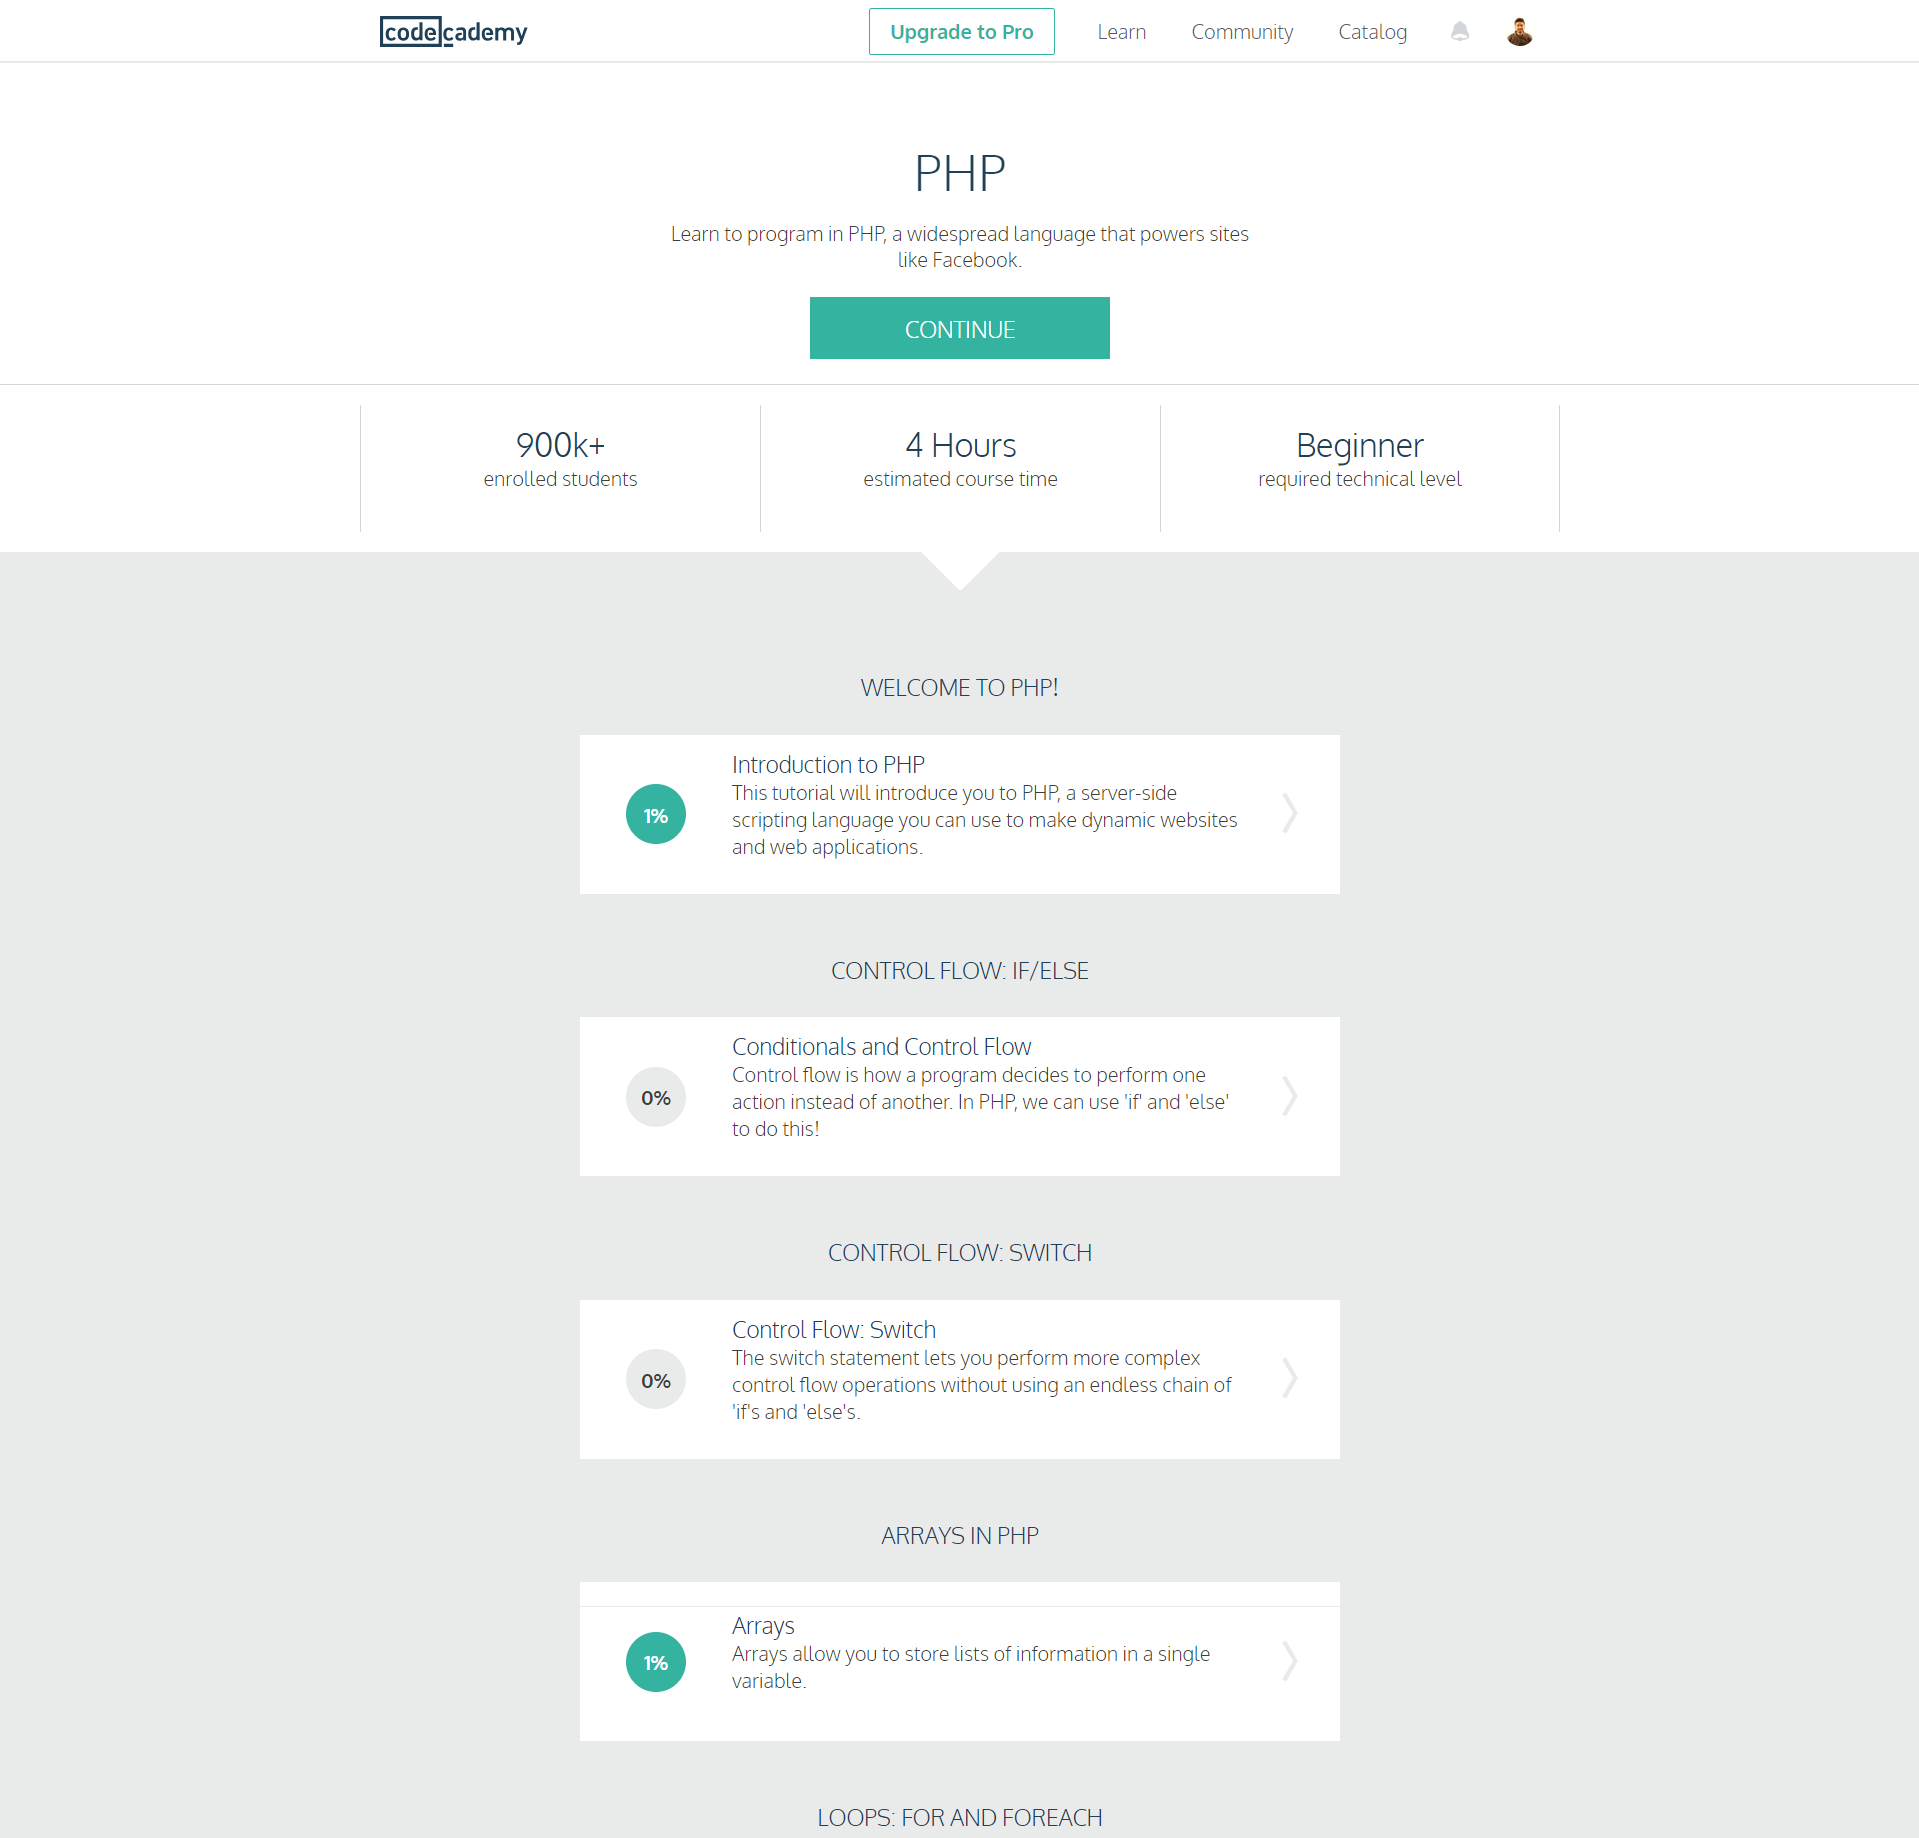 codecademy
Upgrade to Pro
Learn
Community
Catalog
PHP
Learn to program in PHP, a widespread language that powers sites
like Facebook.
CONTINUE
900k+
enrolled students
4 Hours
estimated course time
Beginner
required technical level
WELCOME TO PHP!
1%
Introduction to PHP
This tutorial will introduce you to PHP, a server-side
scripting language you can use to make dynamic websites
and web applications.
CONTROL FLOW: IF/ELSE
0%
Conditionals and Control Flow
Control flow is how a program decides to perform one
action instead of another. In PHP, we can use 'if' and 'else'
to do this!
CONTROL FLOW: SWITCH
0%
Control Flow: Switch
The switch statement lets you perform more complex
control flow operations without using an endless chain of
'if's and 'else's.
ARRAYS IN PHP
1%
Arrays
Arrays allow you to store lists of information in a single
variable.
LOOPS: FOR AND FOREACH